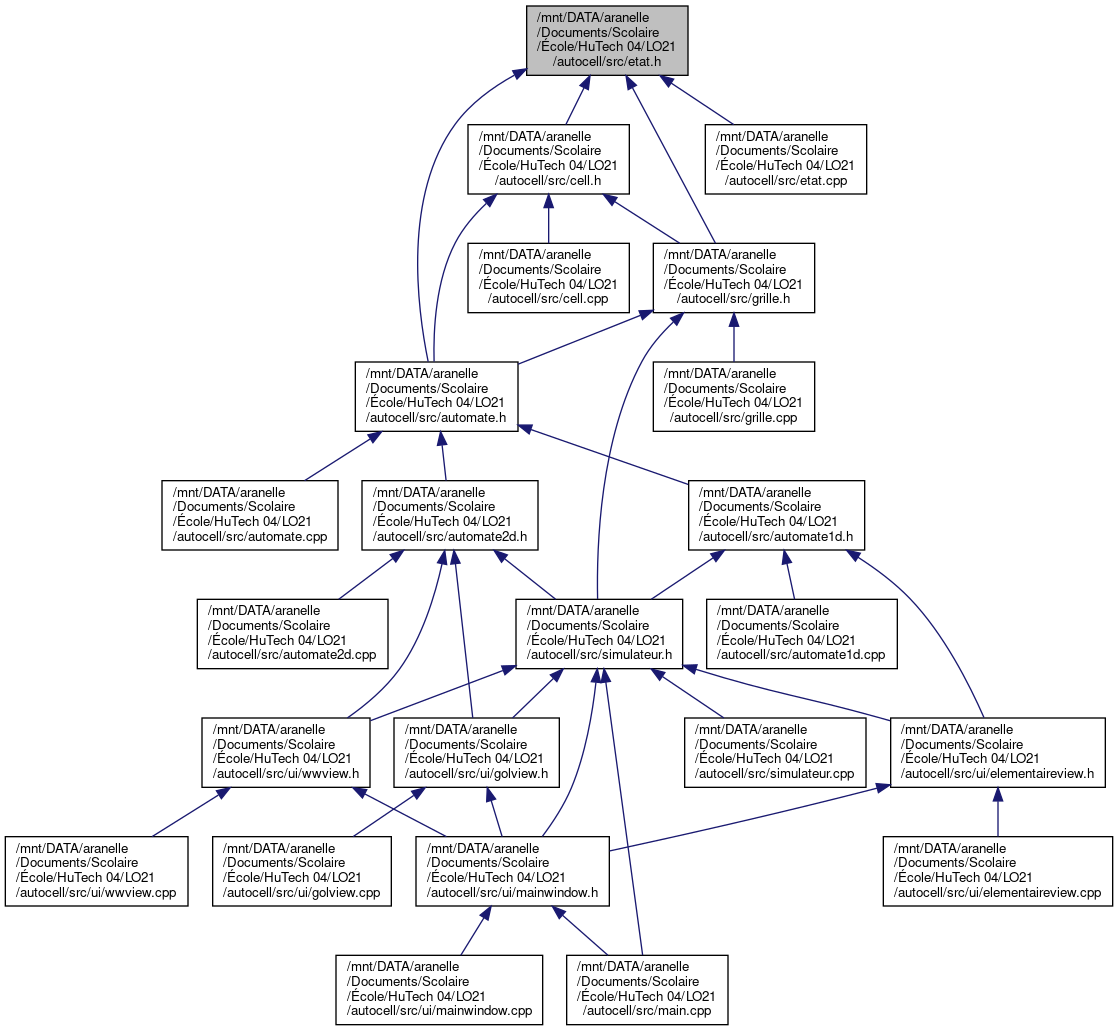 /mnt/DATA/aranelle
/Documents/Scolaire
/École/HuTech 04/LO21
/autocell/src/etat.h
/mnt/DATA/aranelle
/Documents/Scolaire
/École/HuTech 04/LO21
/autocell/src/cell.h
/mnt/DATA/aranelle
/Documents/Scolaire
/École/HuTech 04/LO21
/autocell/src/etat.cpp
/mnt/DATA/aranelle
/Documents/Scolaire
/École/HuTech 04/LO21
/autocell/src/cell.cpp
/mnt/DATA/aranelle
/Documents/Scolaire
/École/HuTech 04/LO21
/autocell/src/grille.h
/mnt/DATA/aranelle
/Documents/Scolaire
/École/HuTech 04/LO21
/autocell/src/automate.h
/mnt/DATA/aranelle
/Documents/Scolaire
/École/HuTech 04/LO21
/autocell/src/grille.cpp
/mnt/DATA/aranelle
/Documents/Scolaire
/École/HuTech 04/LO21
/autocell/src/automate.cpp
/mnt/DATA/aranelle
/Documents/Scolaire
/École/HuTech 04/LO21
/autocell/src/automate2d.h
/mnt/DATA/aranelle
/Documents/Scolaire
/École/HuTech 04/LO21
/autocell/src/automate1d.h
/mnt/DATA/aranelle
/Documents/Scolaire
/École/HuTech 04/LO21
/autocell/src/automate2d.cpp
/mnt/DATA/aranelle
/Documents/Scolaire
/École/HuTech 04/LO21
/autocell/src/simulateur.h
/mnt/DATA/aranelle
/Documents/Scolaire
/École/HuTech 04/LO21
/autocell/src/automate1d.cpp
/mnt/DATA/aranelle
/Documents/Scolaire
/École/HuTech 04/LO21
/autocell/src/ui/wwview.h
/mnt/DATA/aranelle
/Documents/Scolaire
/École/HuTech 04/LO21
/autocell/src/ui/golview.h
/mnt/DATA/aranelle
/Documents/Scolaire
/École/HuTech 04/LO21
/autocell/src/simulateur.cpp
/mnt/DATA/aranelle
/Documents/Scolaire
/École/HuTech 04/LO21
/autocell/src/ui/elementaireview.h
/mnt/DATA/aranelle
/Documents/Scolaire
/École/HuTech 04/LO21
/autocell/src/ui/wwview.cpp
/mnt/DATA/aranelle
/Documents/Scolaire
/École/HuTech 04/LO21
/autocell/src/ui/golview.cpp
/mnt/DATA/aranelle
/Documents/Scolaire
/École/HuTech 04/LO21
/autocell/src/ui/mainwindow.h
/mnt/DATA/aranelle
/Documents/Scolaire
/École/HuTech 04/LO21
/autocell/src/ui/elementaireview.cpp
/mnt/DATA/aranelle
/Documents/Scolaire
/École/HuTech 04/LO21
/autocell/src/ui/mainwindow.cpp
/mnt/DATA/aranelle
/Documents/Scolaire
/École/HuTech 04/LO21
/autocell/src/main.cpp